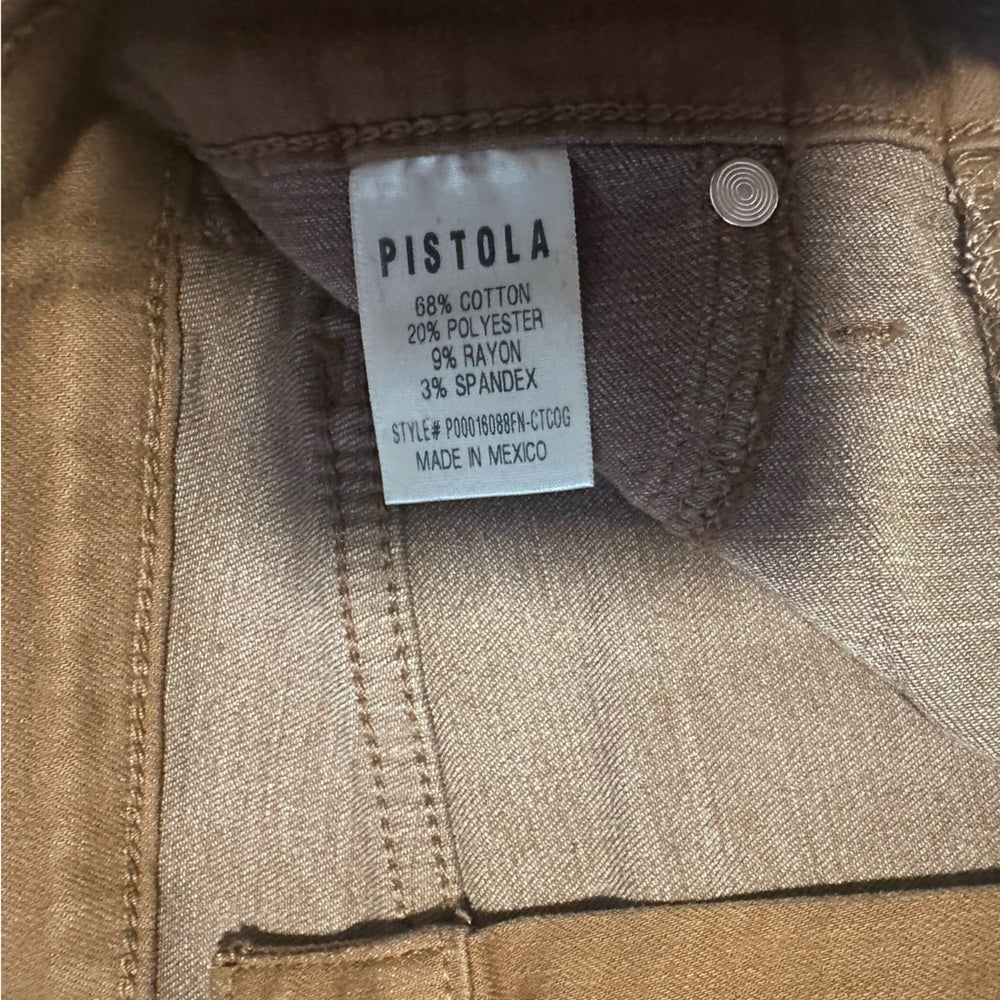 PISTOLA
68% COTTON
20% POLYESTER
9% RAYON
3% SPANDEX
STYLE# P00016088FN-CTCOG
MADE IN MEXICO